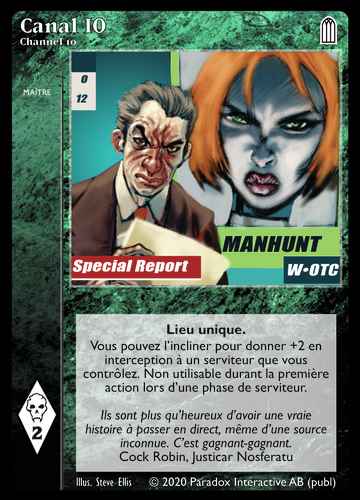 Canal 10
Channel 10
MAÎTRE
0
12
MANHUNT
Special Report
W•OTC
Lieu unique.
Vous pouvez l'incliner pour donner +2 en
interception à un serviteur que vous
contrôlez. Non utilisable durant la première
action lors d'une phase de serviteur.
Ils sont plus qu'heureux d'avoir une vraie
histoire à passer en direct, même d'une source
inconnue. C'est gagnant-gagnant.
Cock Robin, Justicar Nosferatu
2
Illus. Steve Ellis
© 2020 Paradox Interactive AB (publ)